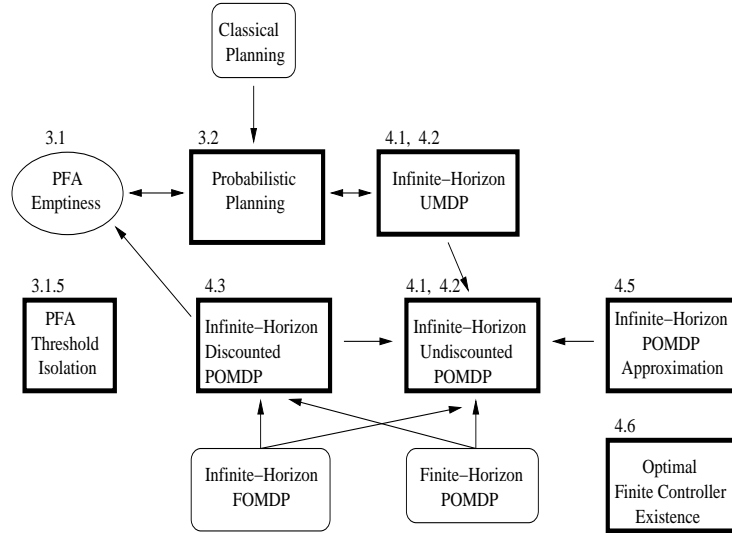 Classical
Planning
3.1
3.2
4.1, 4.2
PFA
Emptiness
Probabilistic
Planning
Infinite-Horizon
UMDP
3.1.5
4.3
4.1, 4.2
4.5
PFA
Threshold
Isolation
Infinite-Horizon
Discounted
POMDP
Infinite-Horizon
Undiscounted
POMDP
Infinite-Horizon
POMDP
Approximation
4.6
Infinite-Horizon
FOMDP
Finite-Horizon
POMDP
Optimal
Finite Controller
Existence